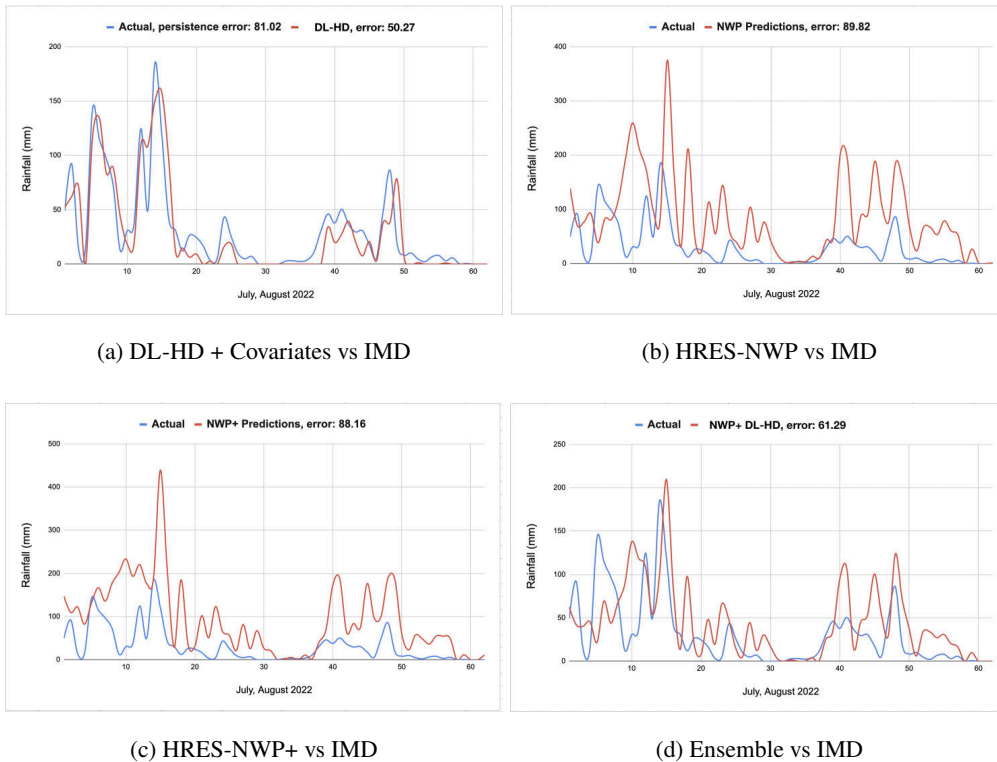 Actual, persistence error: 81.02 DL-HD, error: 50.27
200
150
100
50
0
Rainfall (mm)
10 20 30 40 50 60
July, August 2022
(a) DL-HD + Covariates vs IMD
Actual NWP Predictions, error: 89.82
400
300
200
100
0
Rainfall (mm)
10 20 30 40 50 60
July, August 2022
(b) HRES-NWP vs IMD
Actual NWP+ Predictions, error: 88.16
500
400
300
200
100
0
Rainfall (mm)
10 20 30 40 50 60
July, August 2022
(c) HRES-NWP+ vs IMD
Actual NWP+ DL-HD, error: 61.29
250
200
150
100
50
0
Rainfall (mm)
10 20 30 40 50 60
July, August 2022
(d) Ensemble vs IMD